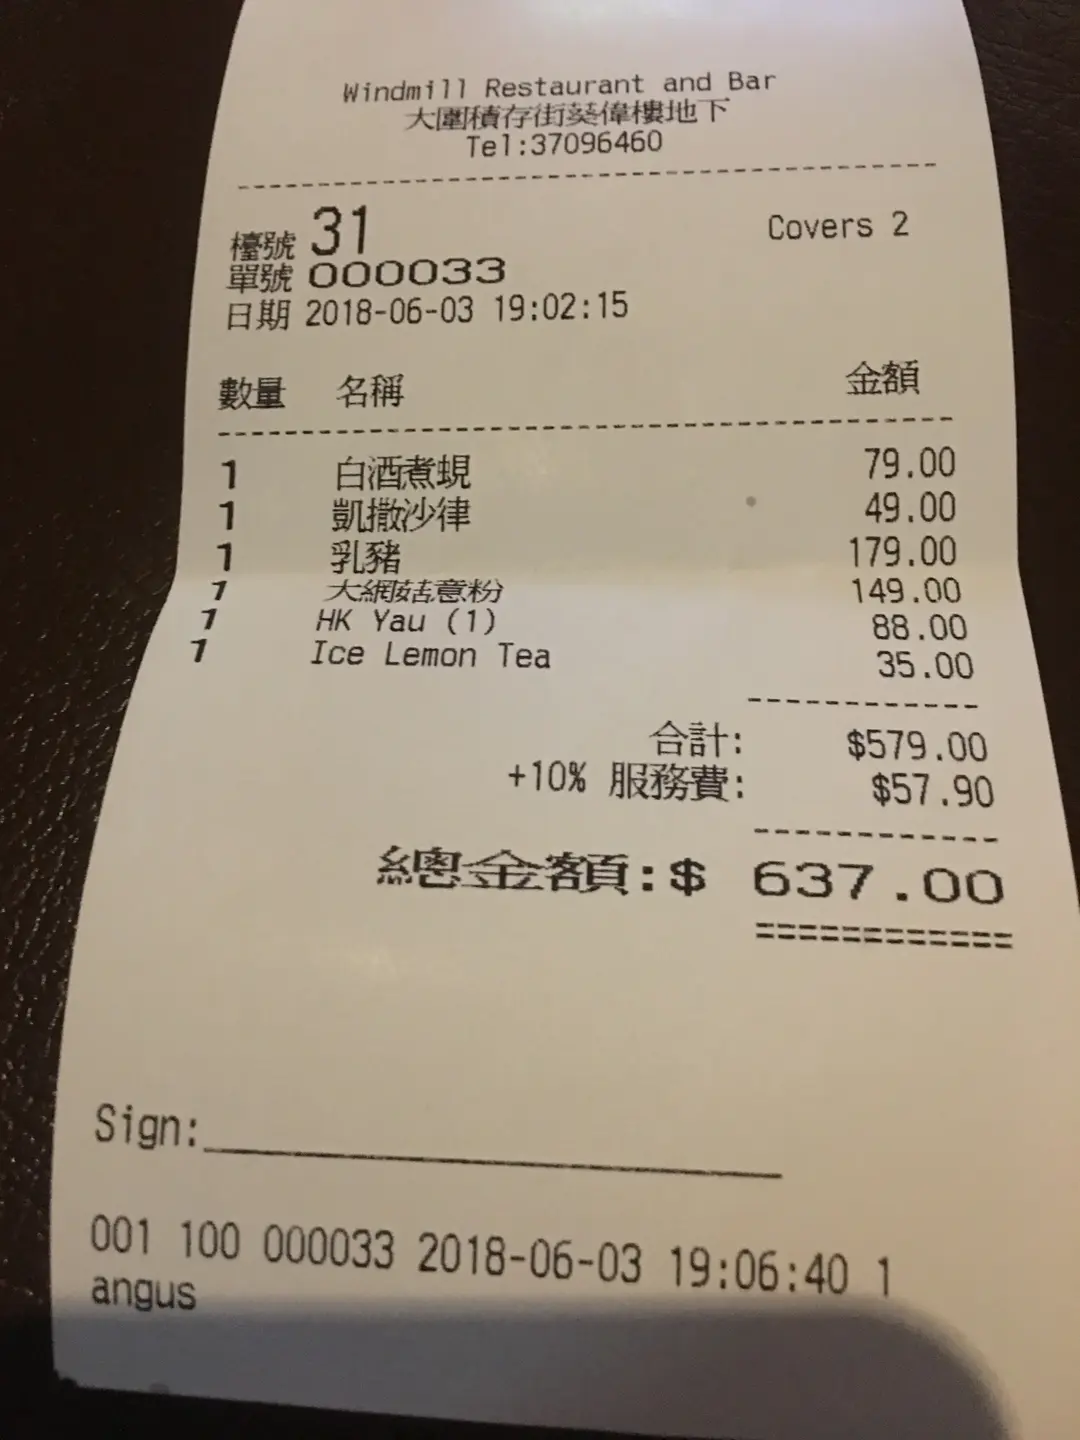 Windmill Restaurant and Bar
大圍積存街葵偉樓地下
Tel:37096460
檯號 31 Covers 2
單號 000033
日期 2018-06-03 19:02:15
數量 名稱 金額
1 白酒煮蜆 79.00
1 凱撒沙律 49.00
1 乳豬 179.00
1 大網菇意粉 149.00
1 HK Yau (1) 88.00
1 Ice Lemon Tea 35.00
合計: $579.00
+10% 服務費: $57.90
總金額:$ 637.00
Sign:
001 100 000033 2018-06-03 19:06:40 1
angus